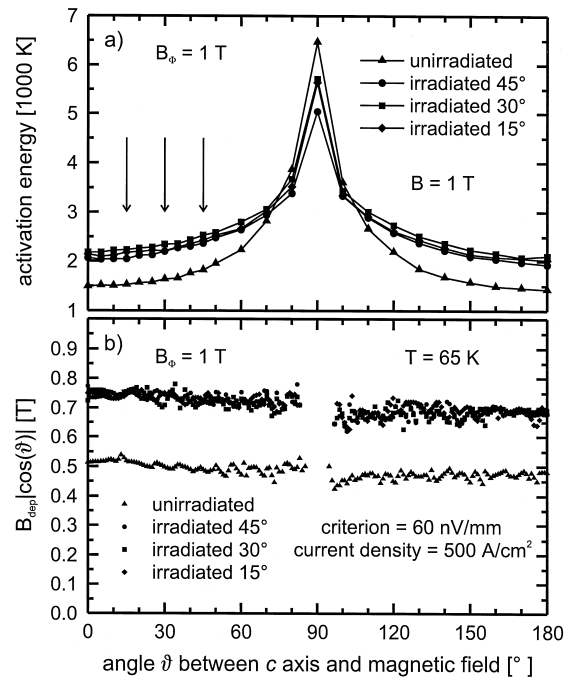 a)
B_Φ = 1 T
unirradiated
irradiated 45°
irradiated 30°
irradiated 15°
B = 1 T
activation energy [1000 K]
7
6
5
4
3
2
1
b)
B_Φ = 1 T
T = 65 K
unirradiated
irradiated 45°
irradiated 30°
irradiated 15°
criterion = 60 nV/mm
current density = 500 A/cm²
B_dep|cos(ϑ)| [T]
0.9
0.8
0.7
0.6
0.5
0.4
0.3
0.2
0.1
0.0
0 30 60 90 120 150 180
angle ϑ between c axis and magnetic field [°]